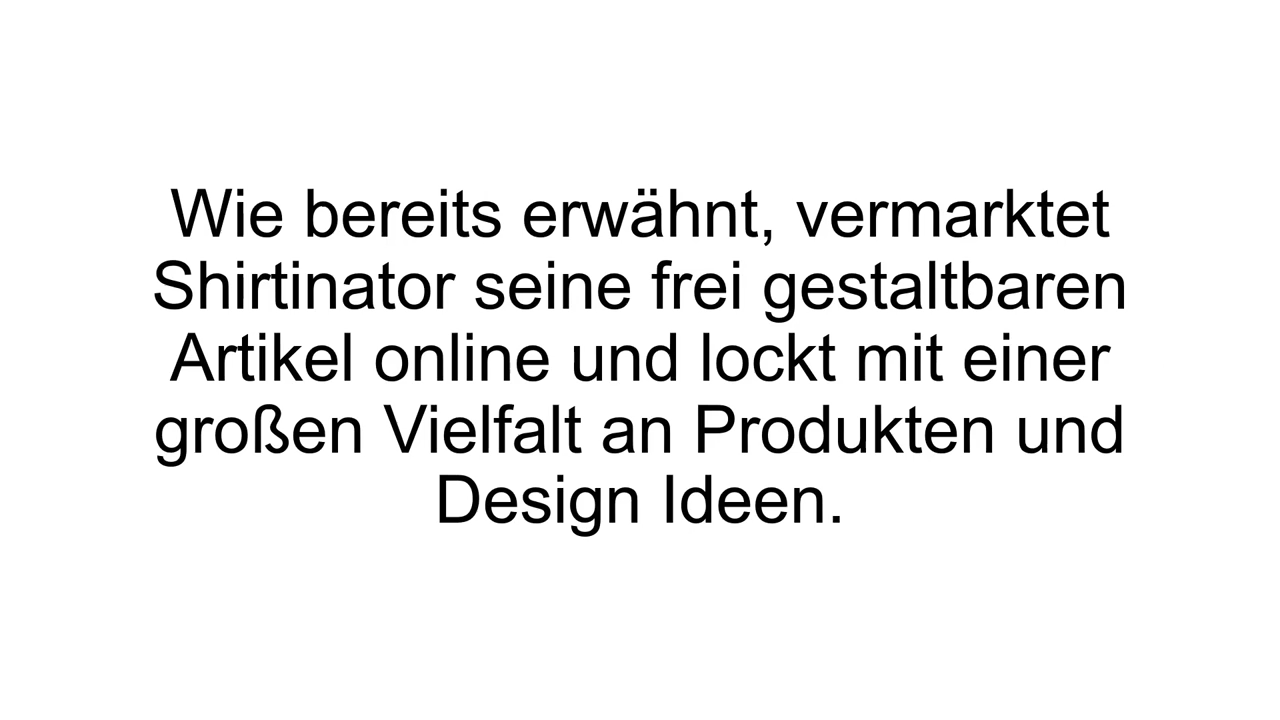 Wie bereits erwähnt, vermarktet
Shirtinator seine frei gestaltbaren
Artikel online und lockt mit einer
großen Vielfalt an Produkten und
Design Ideen.